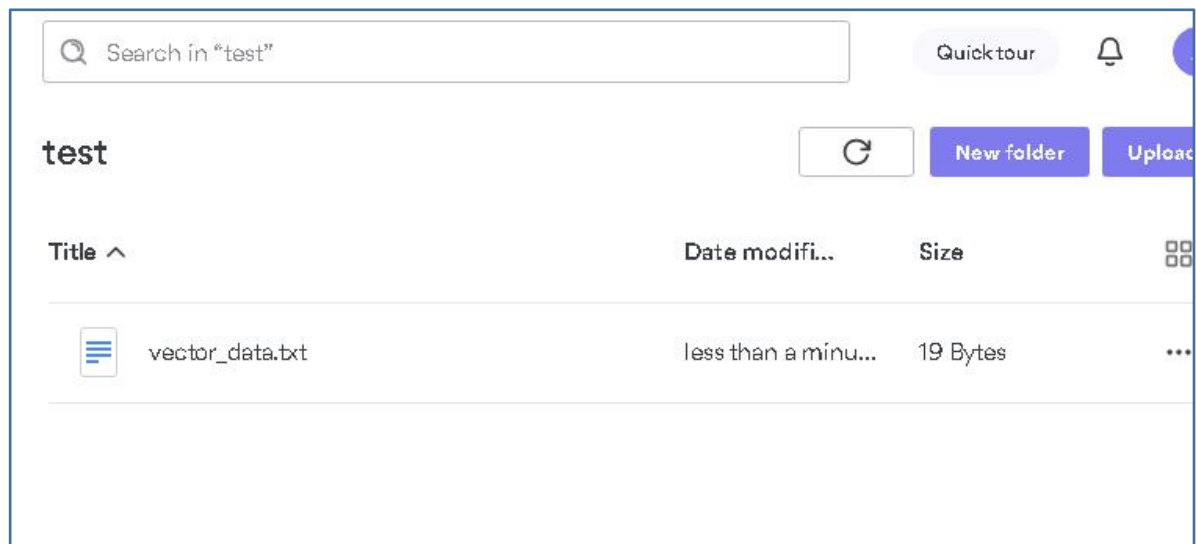 Search in “test”
Quick tour
test
New folder
Upload
Title
Date modifi...
Size
vector_data.txt
less than a minu...
19 Bytes